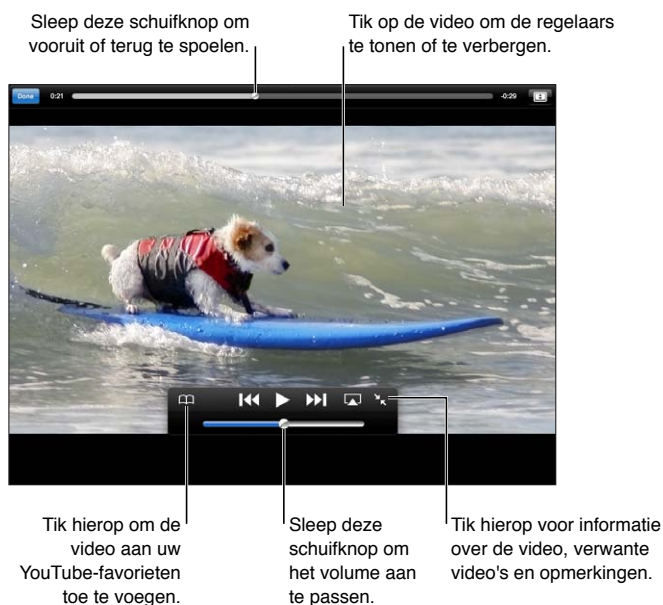 Sleep deze schuifknop om
vooruit of terug te spoelen.
Tik op de video om de regelaars
te tonen of te verbergen.
Done 0:21 -0:29
Tik hierop om de
video aan uw
YouTube-favorieten
toe te voegen.
Sleep deze
schuifknop om
het volume aan
te passen.
Tik hierop voor informatie
over de video, verwante
video's en opmerkingen.